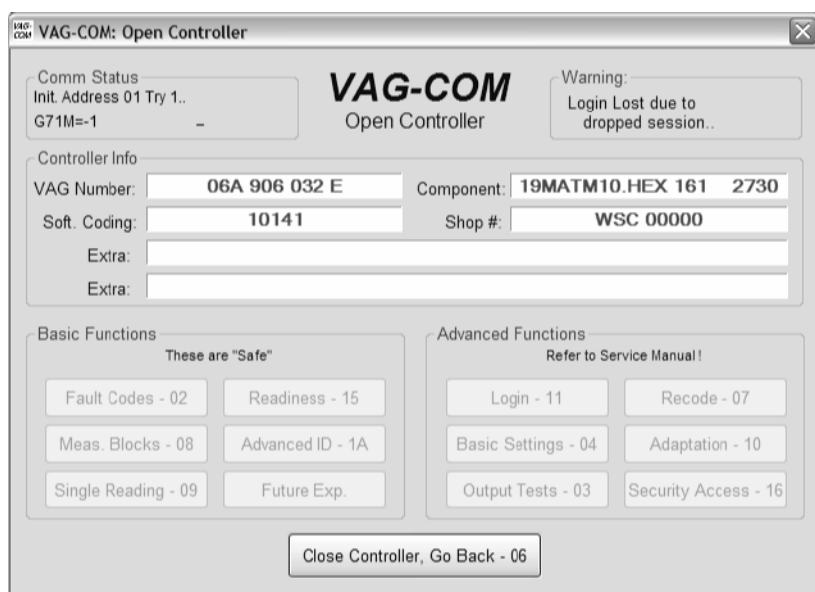 VAG-COM VAG-COM: Open Controller
Comm Status
Init. Address 01 Try 1..
G71M=-1 –
VAG-COM
Open Controller
Warning:
Login Lost due to
dropped session..
Controller Info
VAG Number: 06A 906 032 E Component: 19MATM10.HEX 161 2730
Soft. Coding: 10141 Shop #: WSC 00000
Extra:
Extra:
Basic Functions
These are "Safe"
Fault Codes - 02 Readiness - 15
Meas. Blocks - 08 Advanced ID - 1A
Single Reading - 09 Future Exp.
Advanced Functions
Refer to Service Manual!
Login - 11 Recode - 07
Basic Settings - 04 Adaptation - 10
Output Tests - 03 Security Access - 16
Close Controller, Go Back - 06